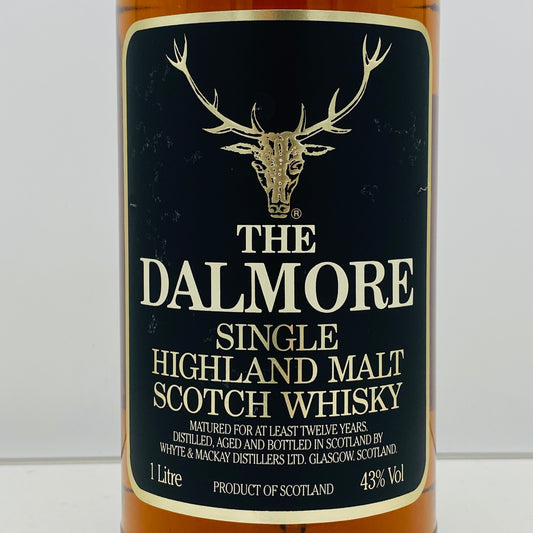 ®
THE
DALMORE
SINGLE
HIGHLAND MALT
SCOTCH WHISKY
MATURED FOR AT LEAST TWELVE YEARS.
DISTILLED, AGED AND BOTTLED IN SCOTLAND BY
WHYTE & MACKAY DISTILLERS LTD. GLASGOW. SCOTLAND.
1 Litre PRODUCT OF SCOTLAND 43% Vol